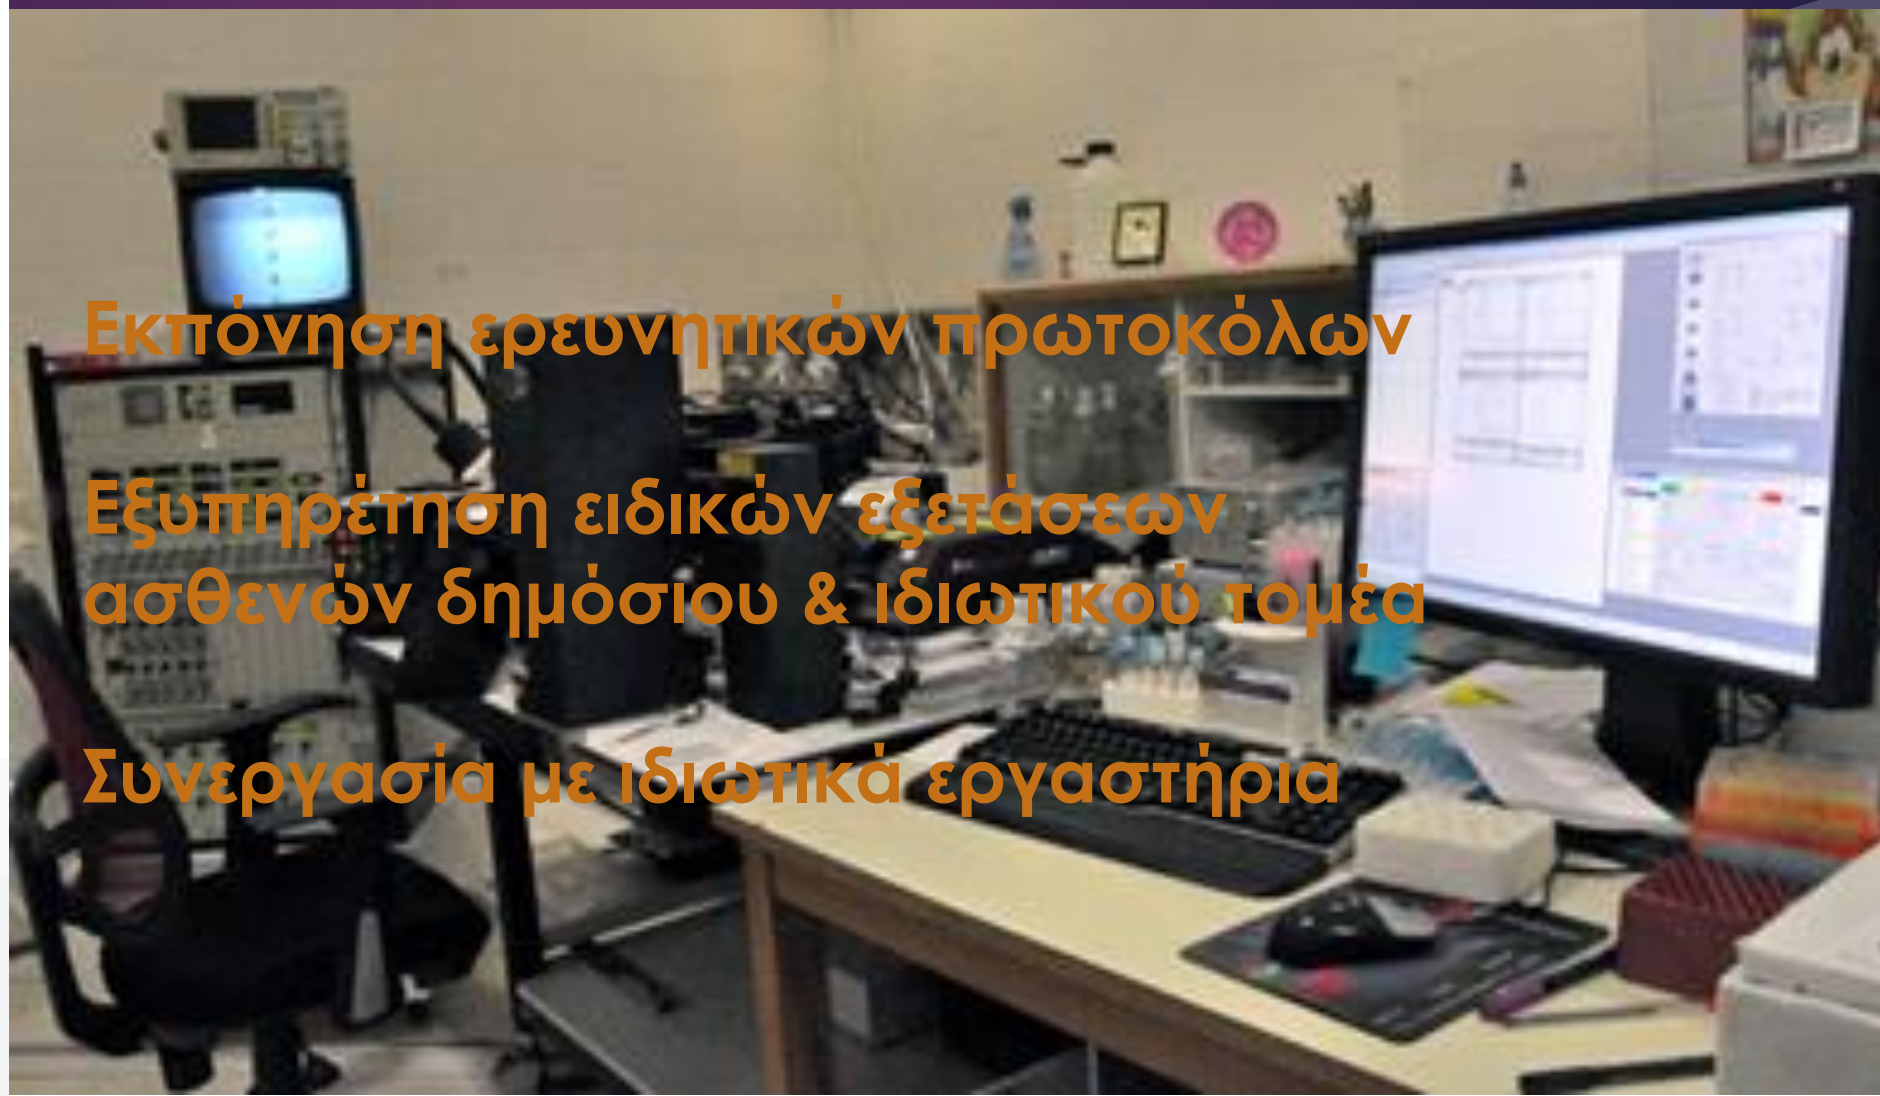 Εκπόνηση ερευνητικών πρωτοκόλων
Εξυπηρέτηση ειδικών εξετάσεων
ασθενών δημόσιου & ιδιωτικού τομέα
Συνεργασία με ιδιωτικά εργαστήρια